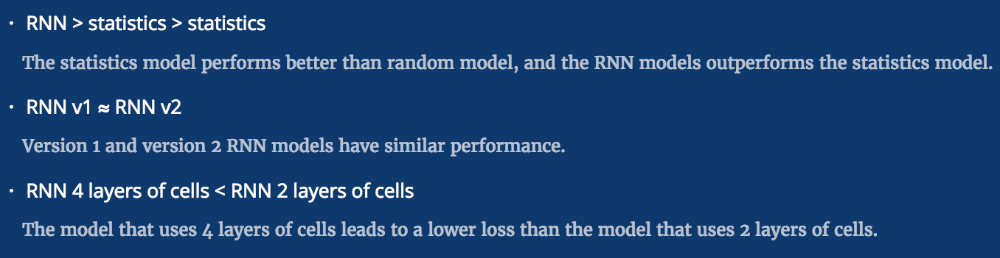 · RNN > statistics > statistics
The statistics model performs better than random model, and the RNN models outperforms the statistics model.
· RNN v1 ≈ RNN v2
Version 1 and version 2 RNN models have similar performance.
· RNN 4 layers of cells < RNN 2 layers of cells
The model that uses 4 layers of cells leads to a lower loss than the model that uses 2 layers of cells.